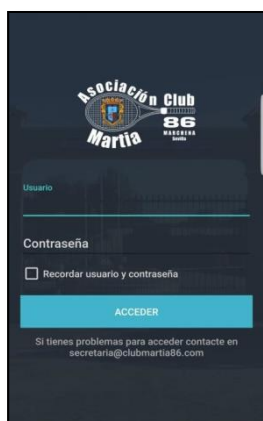 Asociación Club
86
MARCHENA
Sevilla
Martia
Usuario
Contraseña
Recordar usuario y contraseña
ACCEDER
Si tienes problemas para acceder contacte en
secretaria@clubmartia86.com